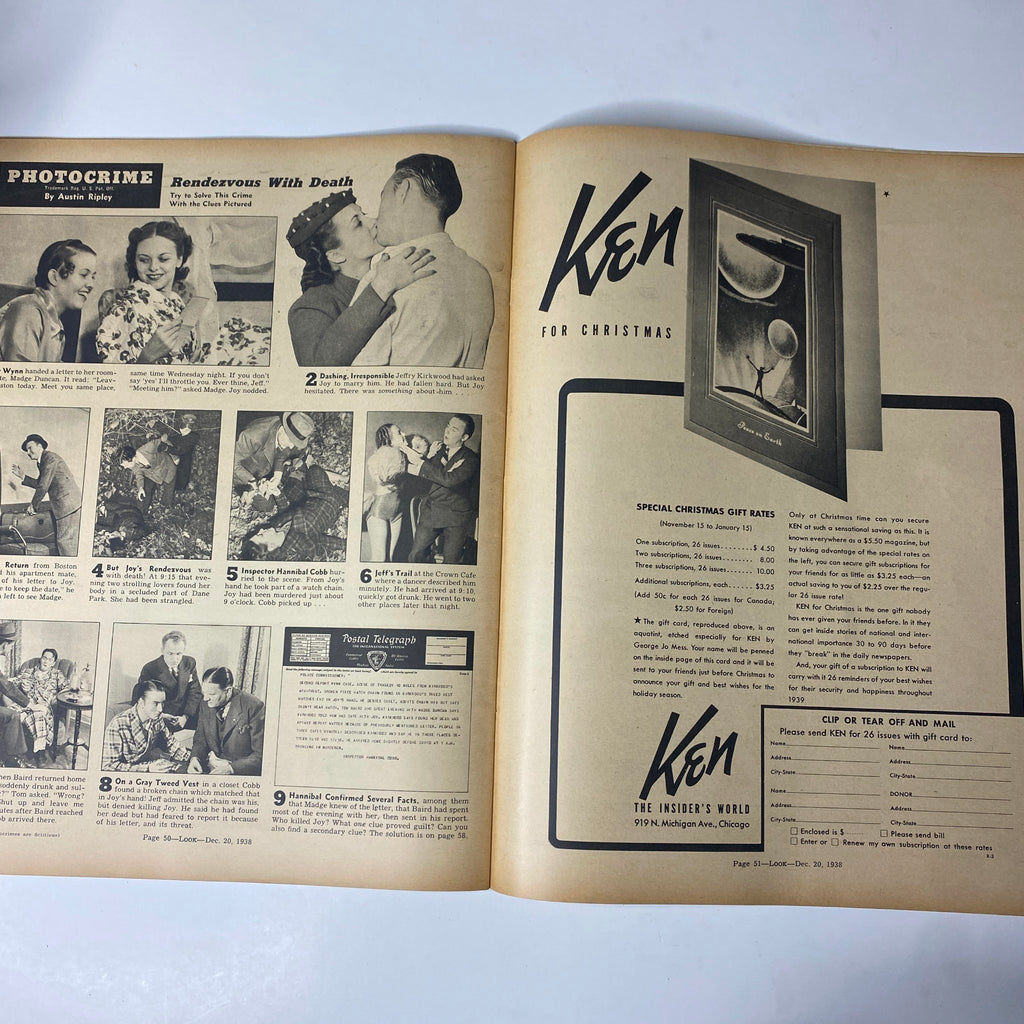 PHOTOCRIME
Trademark Reg. U. S. Pat. Off.
By Austin Ripley
Rendezvous With Death
Try to Solve This Crime
With the Clues Pictured
Wynn handed a letter to her room-
Madge Duncan. It read: "Leav-
ston today. Meet you same place,
same time Wednesday night. If you don't
say 'yes' I'll throttle you. Ever thine, Jeff."
"Meeting him?" asked Madge. Joy nodded.
2 Dashing, Irresponsible Jeffry Kirkwood had asked
Joy to marry him. He had fallen hard. But Joy
hesitated. There was something about him . . .
Return from Boston
his apartment mate,
of his letter to Joy.
to keep the date," he
left to see Madge.
4 But Joy's Rendezvous was
with death! At 9:15 that eve-
ning two strolling lovers found her
body in a secluded part of Dane
Park. She had been strangled.
5 Inspector Hannibal Cobb hur-
ried to the scene. From Joy's
hand he took part of a watch chain.
Joy had been murdered just about
9 o'clock. Cobb picked up . . .
6 Jeff's Trail at the Crown Cafe
where a dancer described him
minutely. He had arrived at 9:10,
quickly got drunk. He went to two
other places later that night.
hen Baird returned home
suddenly drunk and sul-
?" Tom asked. "Wrong?
Shut up and leave me
utes after Baird reached
bb arrived there.
8 On a Gray Tweed Vest in a closet Cobb
found a broken chain which matched that
in Joy's hand! Jeff admitted the chain was his,
but denied killing Joy. He said he had found
her dead but had feared to report it because
of his letter, and its threat.
Postal Telegraph
THE INTERNATIONAL SYSTEM
POLICE COMMISSIONER:
INSPECTOR HANNIBAL COBB.
9 Hannibal Confirmed Several Facts, among them
that Madge knew of the letter, that Baird had spent
most of the evening with her, then sent in his report.
Who killed Joy? What one clue proved guilt? Can you
also find a secondary clue? The solution is on page 58.
Page 50—LOOK—Dec. 20, 1938
Ken
FOR CHRISTMAS
Peace on Earth
SPECIAL CHRISTMAS GIFT RATES
(November 15 to January 15)
One subscription, 26 issues........$ 4.50
Two subscriptions, 26 issues....... 8.00
Three subscriptions, 26 issues..... 10.00
Additional subscriptions, each......$3.25
(Add 50c for each 26 issues for Canada;
$2.50 for Foreign)
★ The gift card, reproduced above, is an
aquatint, etched especially for KEN by
George Jo Mess. Your name will be penned
on the inside page of this card and it will be
sent to your friends just before Christmas to
announce your gift and best wishes for the
holiday season.
Only at Christmas time can you secure
KEN at such a sensational saving as this. It is
known everywhere as a $5.50 magazine, but
by taking advantage of the special rates on
the left, you can secure gift subscriptions for
your friends for as little as $3.25 each—an
actual saving to you of $2.25 over the regu-
lar 26 issue rate!
KEN for Christmas is the one gift nobody
has ever given your friends before. In it they
can get inside stories of national and inter-
national importance 30 to 90 days before
they "break" in the daily newspapers.
And, your gift of a subscription to KEN will
carry with it 26 reminders of your best wishes
for their security and happiness throughout
1939.
Ken
THE INSIDER'S WORLD
919 N. Michigan Ave., Chicago
CLIP OR TEAR OFF AND MAIL
Please send KEN for 26 issues with gift card to:
Name
Name
Address
Address
City-State
City-State
Name
DONOR
Address
Address
City-State
City-State
Enclosed is $
Please send bill
Enter or
Renew my own subscription at these rates
Page 51—LOOK—Dec. 20, 1938